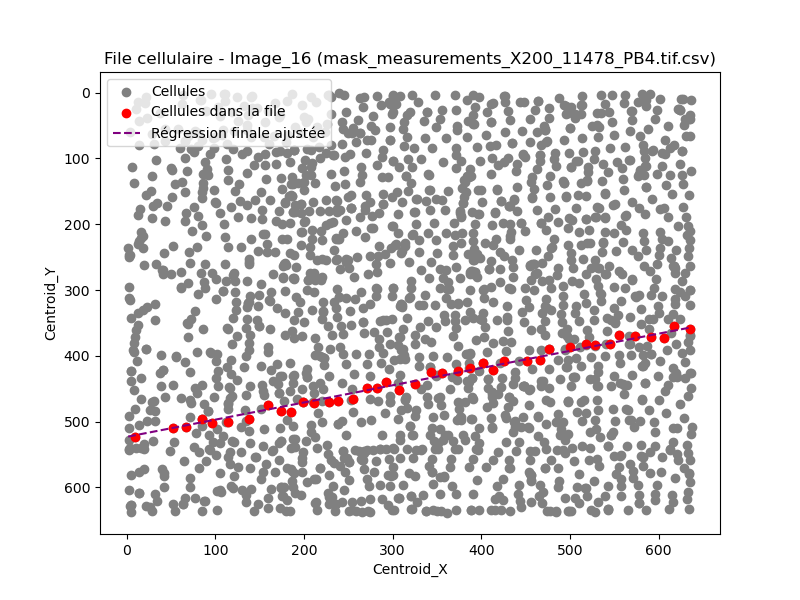 File cellulaire - Image_16 (mask_measurements_X200_11478_PB4.tif.csv)
Cellules
Cellules dans la file
Régression finale ajustée
Centroid_Y
0
100
200
300
400
500
600
0 100 200 300 400 500 600
Centroid_X